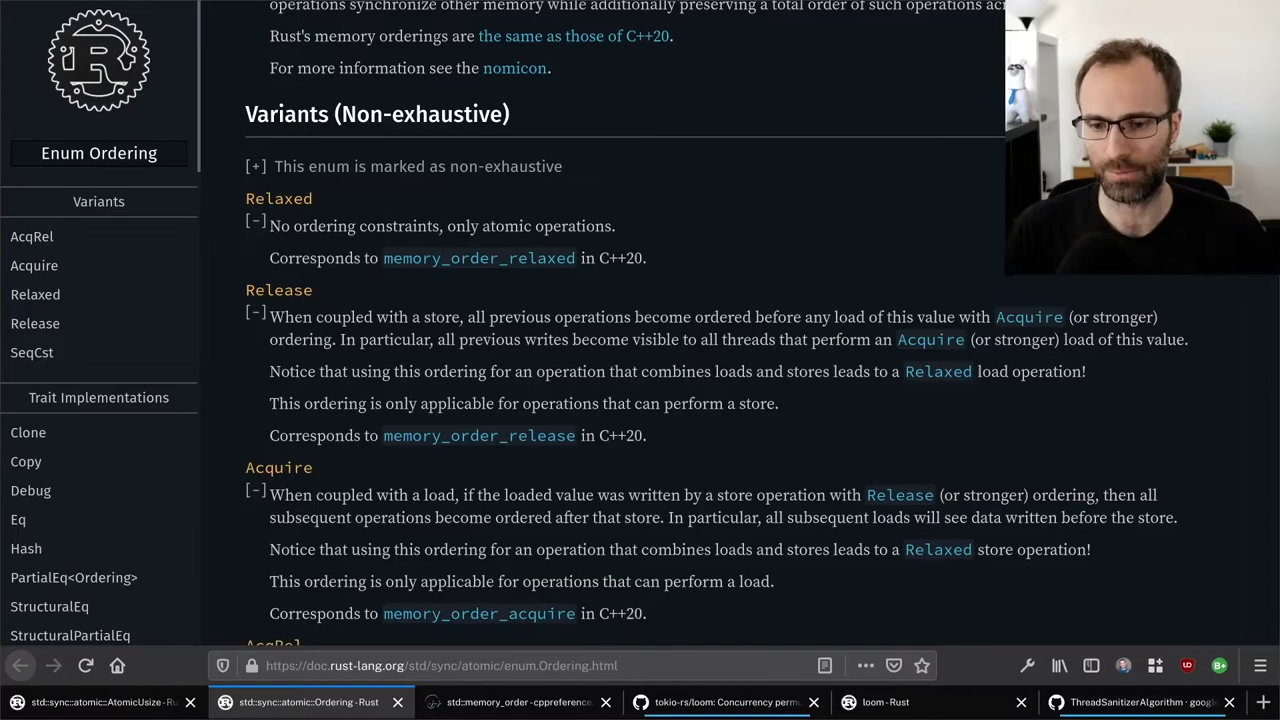 operations synchronize other memory while additionally preserving a total order of such operations
Rust's memory orderings are the same as those of C++20.
For more information see the nomicon.
Enum Ordering
Variants (Non-exhaustive)
[+] This enum is marked as non-exhaustive
Variants
Relaxed
[-] No ordering constraints, only atomic operations.
AcqRel
Corresponds to memory_order_relaxed in C++20.
Acquire
Release
Relaxed
[-] When coupled with a store, all previous operations become ordered before any load of this value with Acquire (or stronger)
Release
ordering. In particular, all previous writes become visible to all threads that perform an Acquire (or stronger) load of this value.
SeqCst
Notice that using this ordering for an operation that combines loads and stores leads to a Relaxed load operation!
Trait Implementations
This ordering is only applicable for operations that can perform a store.
Clone
Corresponds to memory_order_release in C++20.
Copy
Acquire
Debug
[-] When coupled with a load, if the loaded value was written by a store operation with Release (or stronger) ordering, then all
Eq
subsequent operations become ordered after that store. In particular, all subsequent loads will see data written before the store.
Hash
Notice that using this ordering for an operation that combines loads and stores leads to a Relaxed store operation!
PartialEq<Ordering>
This ordering is only applicable for operations that can perform a load.
StructuralEq
Corresponds to memory_order_acquire in C++20.
StructuralPartialEq
AcqRel
https://doc.rust-lang.org/std/sync/atomic/enum.Ordering.html
std::sync::atomic::AtomicUsize - Ru
std::sync::atomic::Ordering - Rust
std::memory_order - cppreference.
tokio-rs/loom: Concurrency permu
loom - Rust
ThreadSanitizerAlgorithm · google